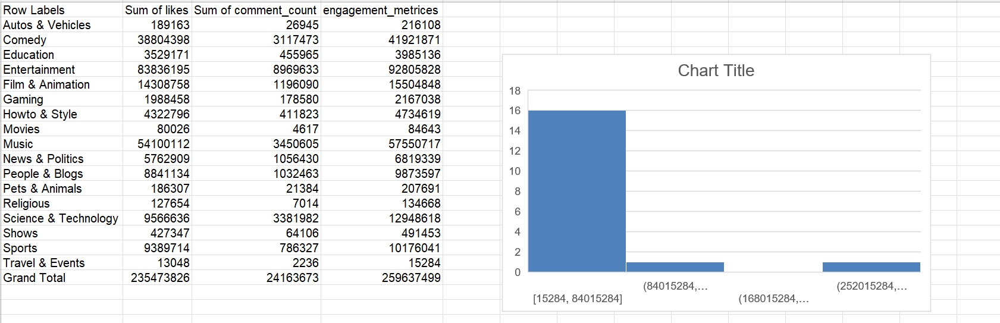 Row Labels Sum of likes Sum of comment_count engagement_metrices
Autos & Vehicles 189163 26945 216108
Comedy 38804398 3117473 41921871
Education 3529171 455965 3985136
Entertainment 83836195 8969633 92805828
Film & Animation 14308758 1196090 15504848
Gaming 1988458 178580 2167038
Howto & Style 4322796 411823 4734619
Movies 80026 4617 84643
Music 54100112 3450605 57550717
News & Politics 5762909 1056430 6819339
People & Blogs 8841134 1032463 9873597
Pets & Animals 186307 21384 207691
Religious 127654 7014 134668
Science & Technology 9566636 3381982 12948618
Shows 427347 64106 491453
Sports 9389714 786327 10176041
Travel & Events 13048 2236 15284
Grand Total 235473826 24163673 259637499
Chart Title
18
16
14
12
10
8
6
4
2
0
[15284, 84015284]
(84015284,...
(168015284,...
(252015284,...